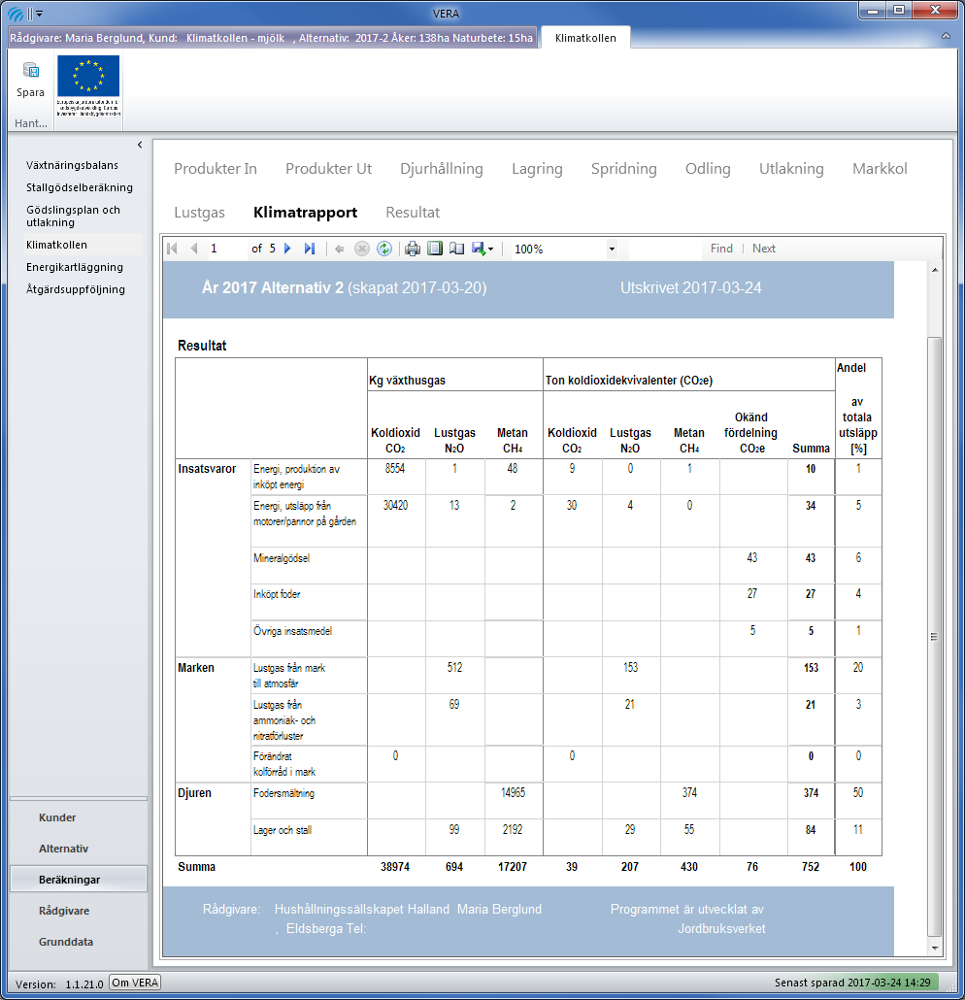 VERA
Rådgivare: Maria Berglund, Kund: Klimatkollen - mjölk , Alternativ: 2017-2 Åker: 138ha Naturbete: 15ha
Klimatkollen
Spara
Hant...
Växtnäringsbalans
Stallgödselberäkning
Gödslingsplan och
utlakning
Klimatkollen
Energikartläggning
Åtgärdsuppföljning
Produkter In Produkter Ut Djurhållning Lagring Spridning Odling Utlakning Markkol
Lustgas Klimatrapport Resultat
1 of 5 100% Find | Next
År 2017 Alternativ 2 (skapat 2017-03-20) Utskrivet 2017-03-24
Resultat
Kg växthusgas Ton koldioxidekvivalenter (CO2e) Andel
av
totala
utsläpp
[%]
Koldioxid
CO2
Lustgas
N2O
Metan
CH4
Koldioxid
CO2
Lustgas
N2O
Metan
CH4
Okänd
fördelning
CO2e
Summa
Insatsvaror Energi, produktion av 8554 1 48 9 0 1 10 1
inköpt energi
Energi, utsläpp från 30420 13 2 30 4 0 34 5
motorer/pannor på gården
Mineralgödsel 43 43 6
Inköpt foder 27 27 4
Övriga insatsmedel 5 5 1
Marken Lustgas från mark 512 153 153 20
till atmosfär
Lustgas från 69 21 21 3
ammoniak- och
nitratförluster
Förändrat 0 0 0 0
kolförråd i mark
Djuren Fodersmältning 14965 374 374 50
Lager och stall 99 2192 29 55 84 11
Summa 38974 694 17207 39 207 430 76 752 100
Rådgivare: Hushållningssällskapet Halland Maria Berglund Programmet är utvecklat av
, Eldsberga Tel: Jordbruksverket
Kunder
Alternativ
Beräkningar
Rådgivare
Grunddata
Version: 1.1.21.0 Om VERA Senast sparad 2017-03-24 14:29